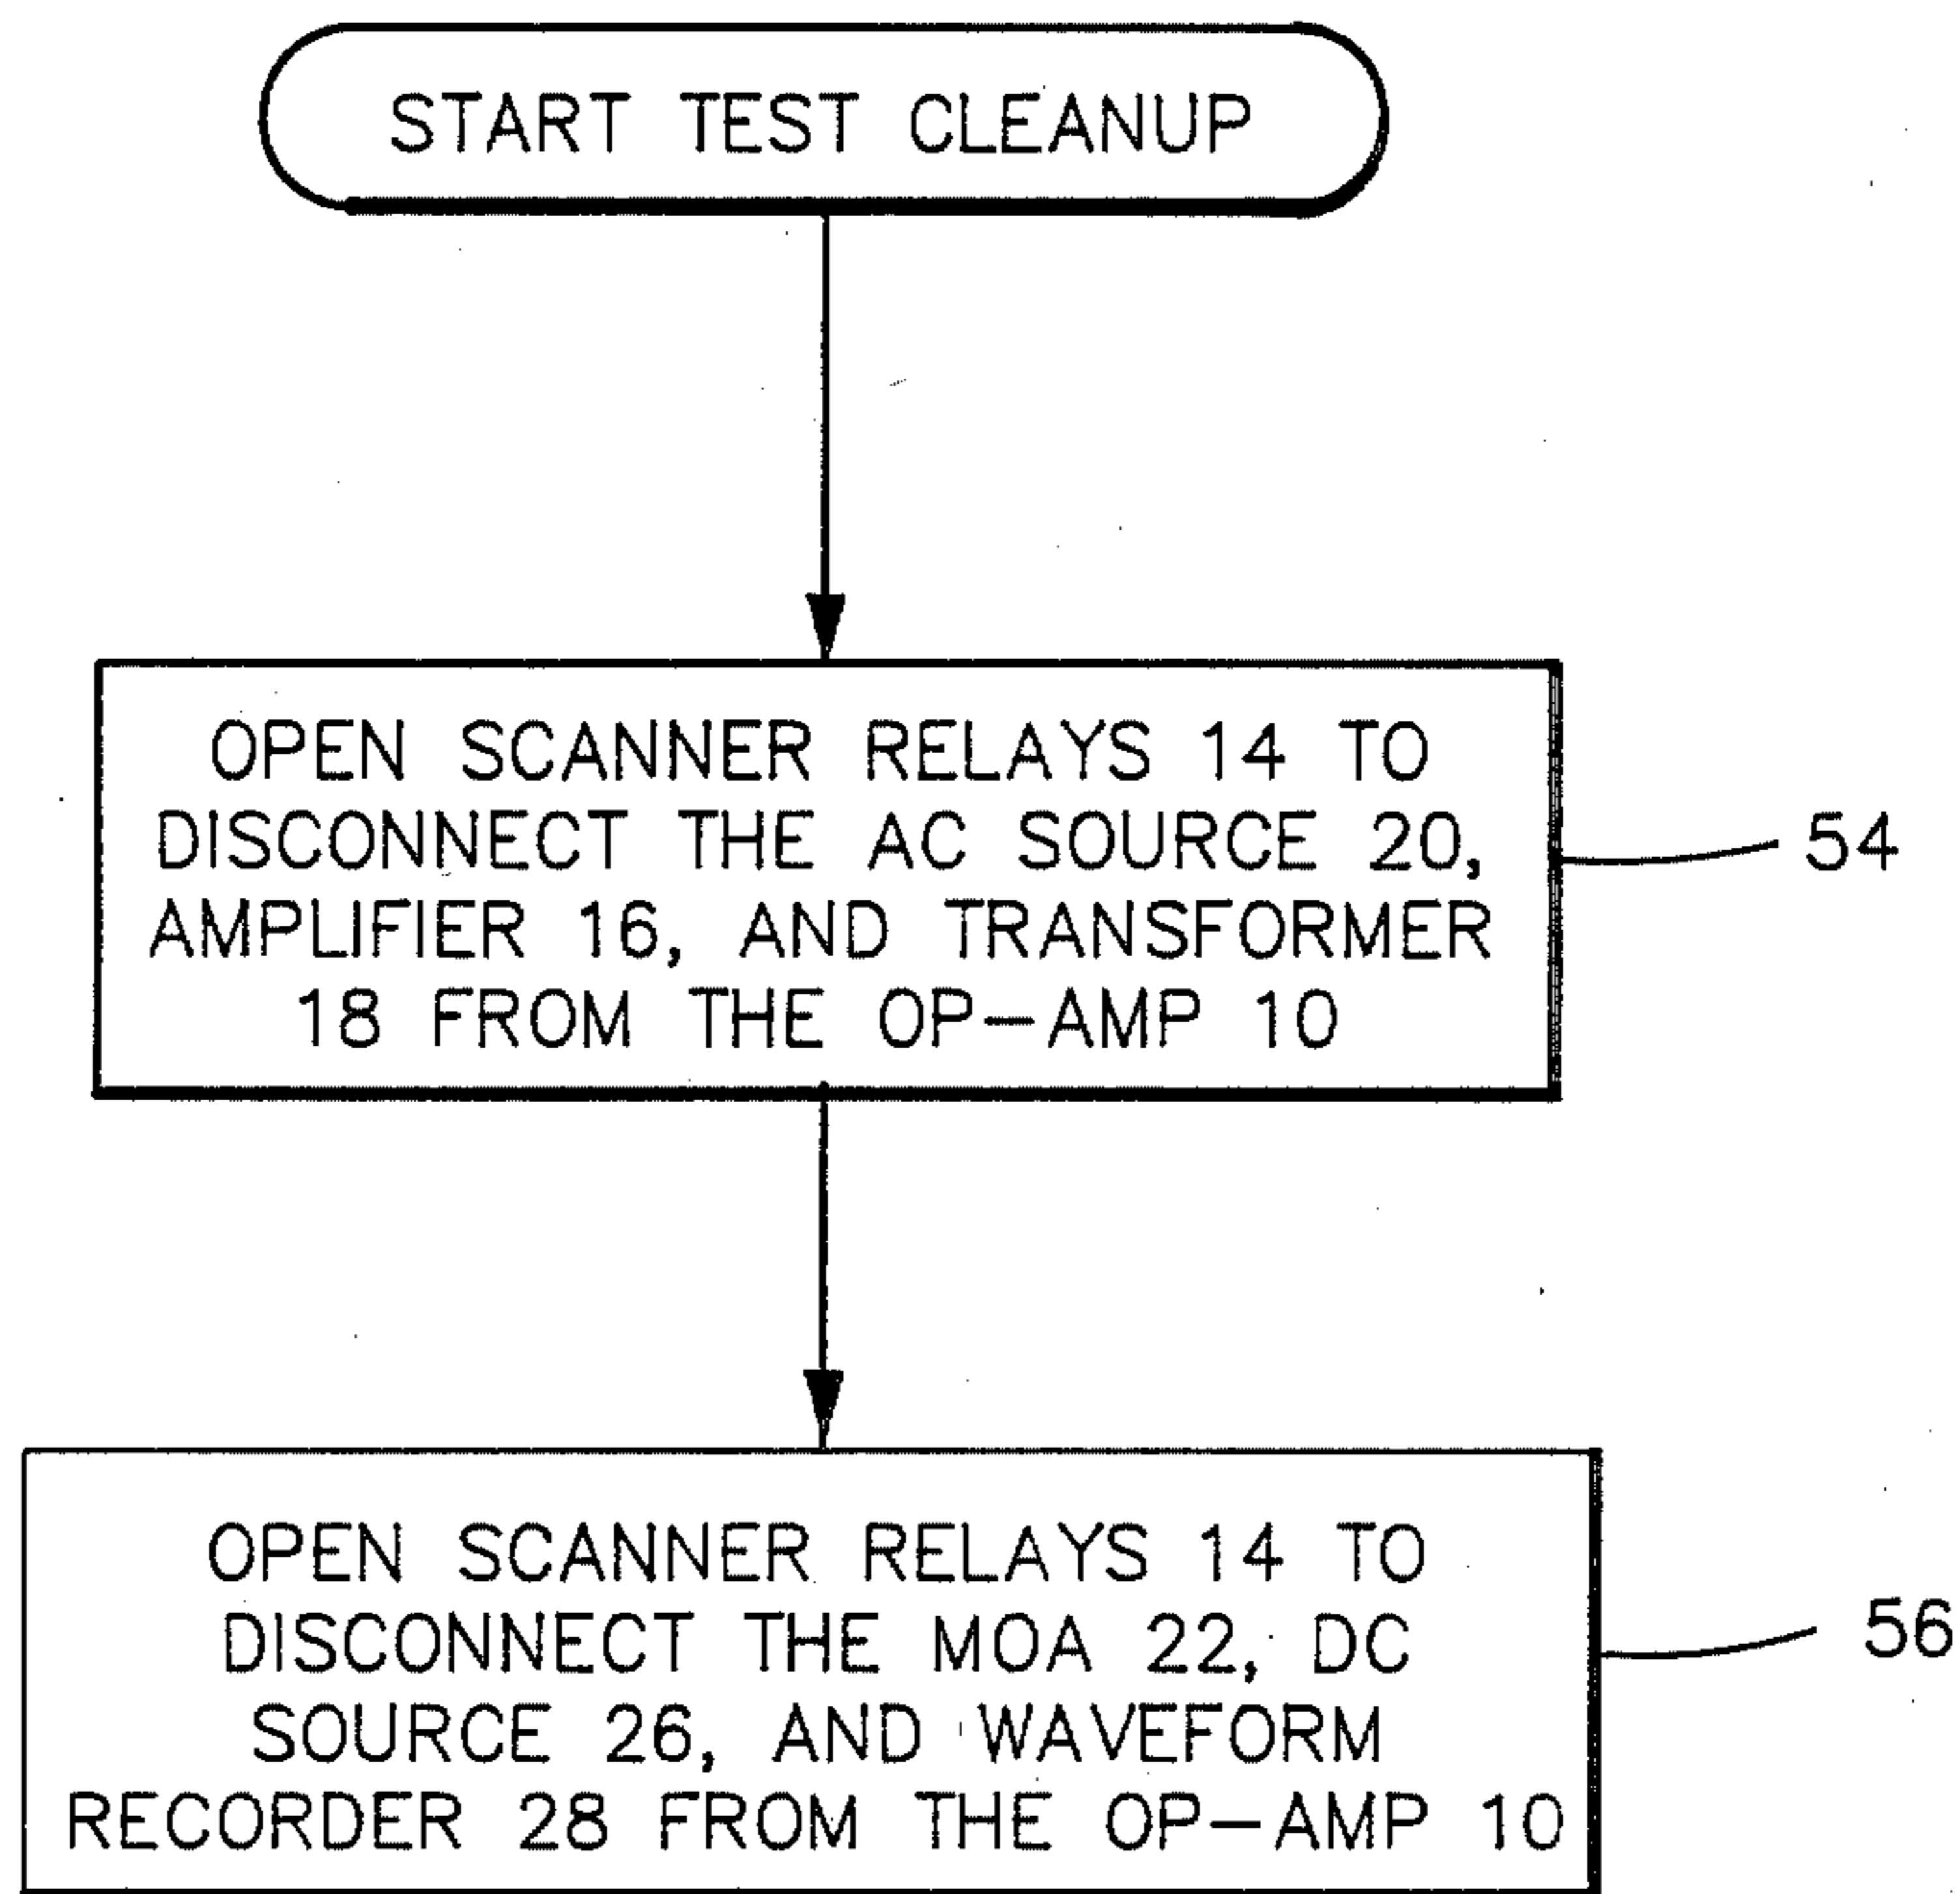 START TEST CLEANUP
OPEN SCANNER RELAYS 14 TO
DISCONNECT THE AC SOURCE 20,
AMPLIFIER 16, AND TRANSFORMER
18 FROM THE OP-AMP 10
54
OPEN SCANNER RELAYS 14 TO
DISCONNECT THE MOA 22, DC
SOURCE 26, AND WAVEFORM
RECORDER 28 FROM THE OP-AMP 10
56